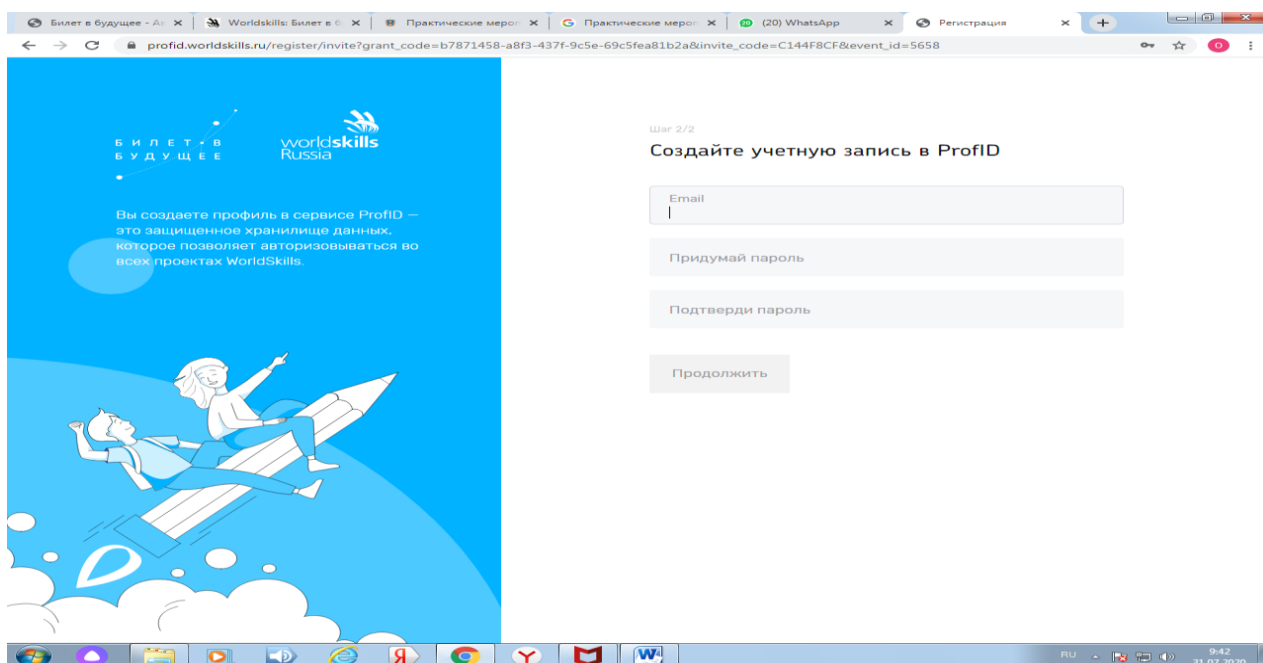 Билет в будущее - Ar
Worldskills: Билет в б
Практические мероп
Практические мероп
(20) WhatsApp
Регистрация
profid.worldskills.ru/register/invite?grant_code=b7871458-a8f3-437f-9c5e-69c5fea81b2a&invite_code=C144F8CF&event_id=5658
БИЛЕТ В
БУДУЩЕЕ
worldskills
Russia
Вы создаете профиль в сервисе ProfID —
это защищенное хранилище данных,
которое позволяет авторизовываться во
всех проектах WorldSkills.
Шаг 2/2
Создайте учетную запись в ProfID
Email
Придумай пароль
Подтверди пароль
Продолжить
RU
9:42
31.07.2020